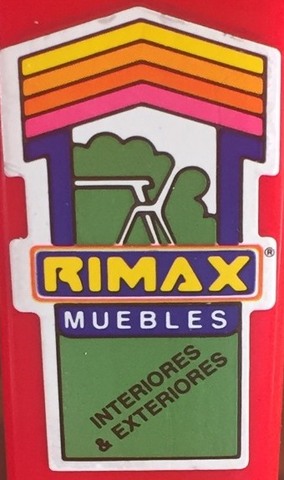 RIMAX®
MUEBLES
INTERIORES
& EXTERIORES